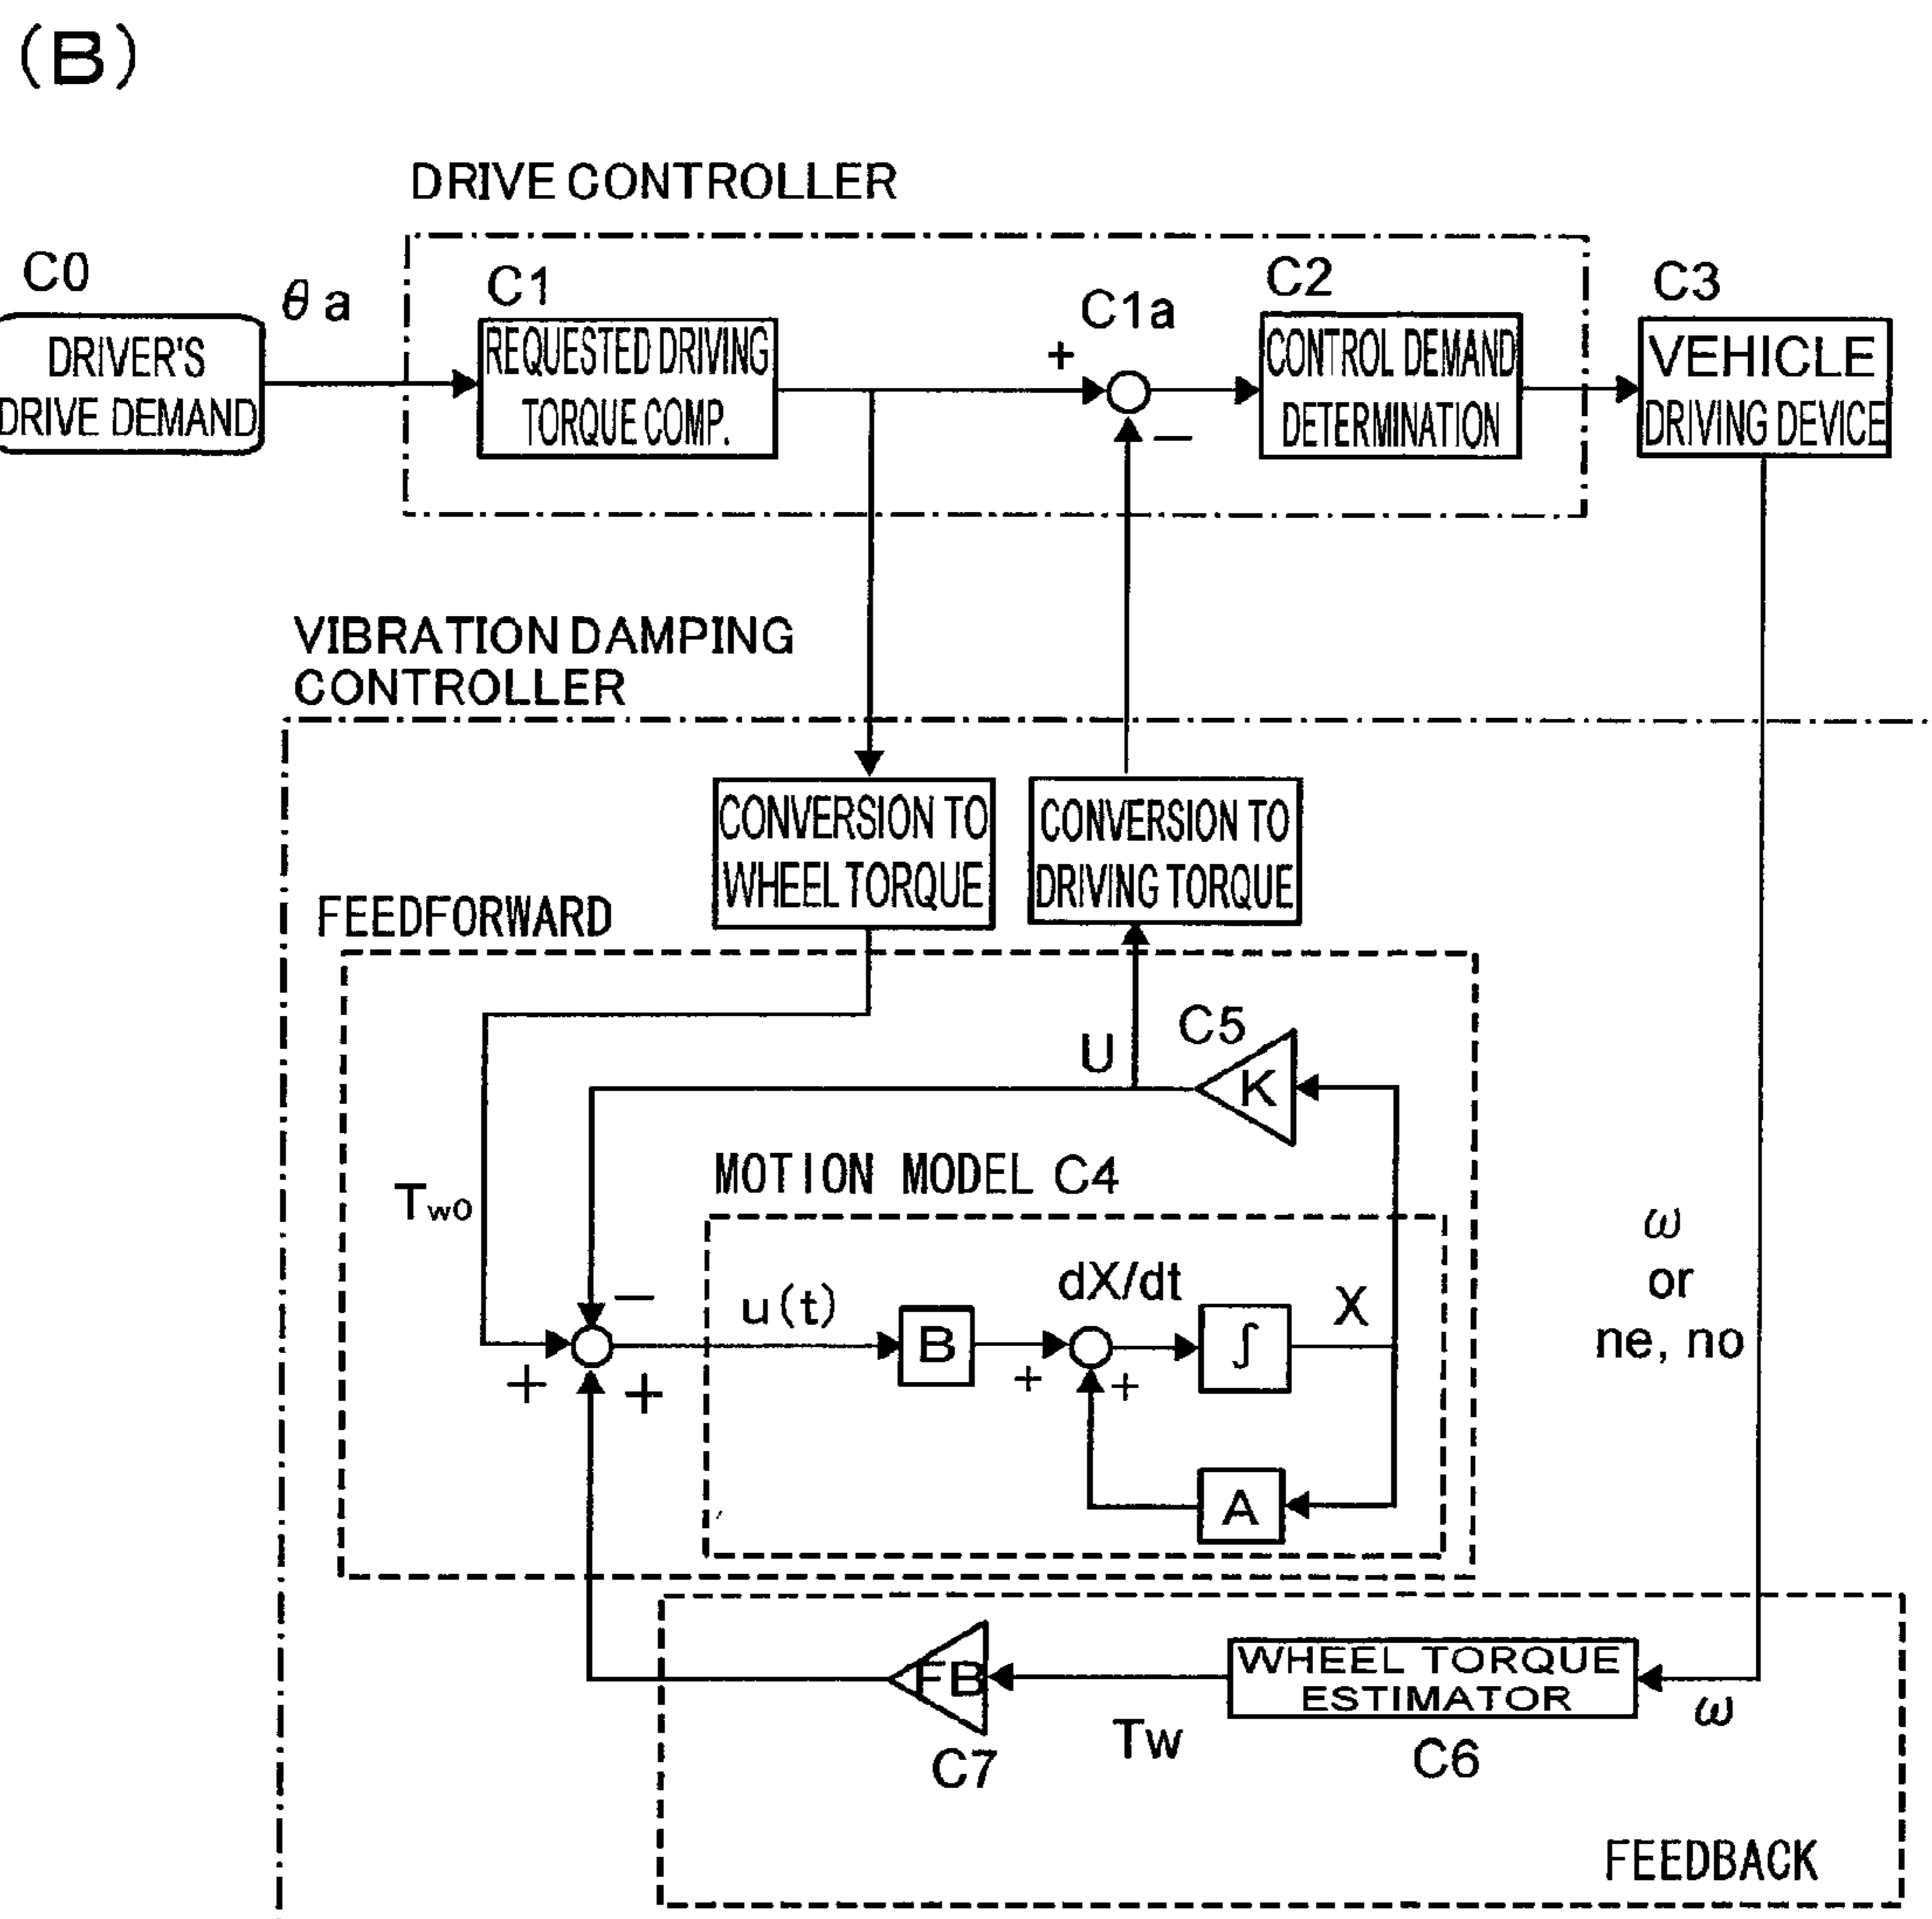 (B)
DRIVE CONTROLLER
C0
θa
C1
C1a
C2
C3
DRIVER'S
DRIVE DEMAND
REQUESTED DRIVING
TORQUE COMP.
+
−
CONTROL DEMAND
DETERMINATION
VEHICLE
DRIVING DEVICE
VIBRATION DAMPING
CONTROLLER
CONVERSION TO
WHEEL TORQUE
CONVERSION TO
DRIVING TORQUE
FEEDFORWARD
U
C5
K
MOTION MODEL C4
Tw0
ω
or
ne, no
−
+
+
u(t)
B
dX/dt
+
+
∫
X
A
FB
C7
Tw
WHEEL TORQUE
ESTIMATOR
C6
ω
FEEDBACK